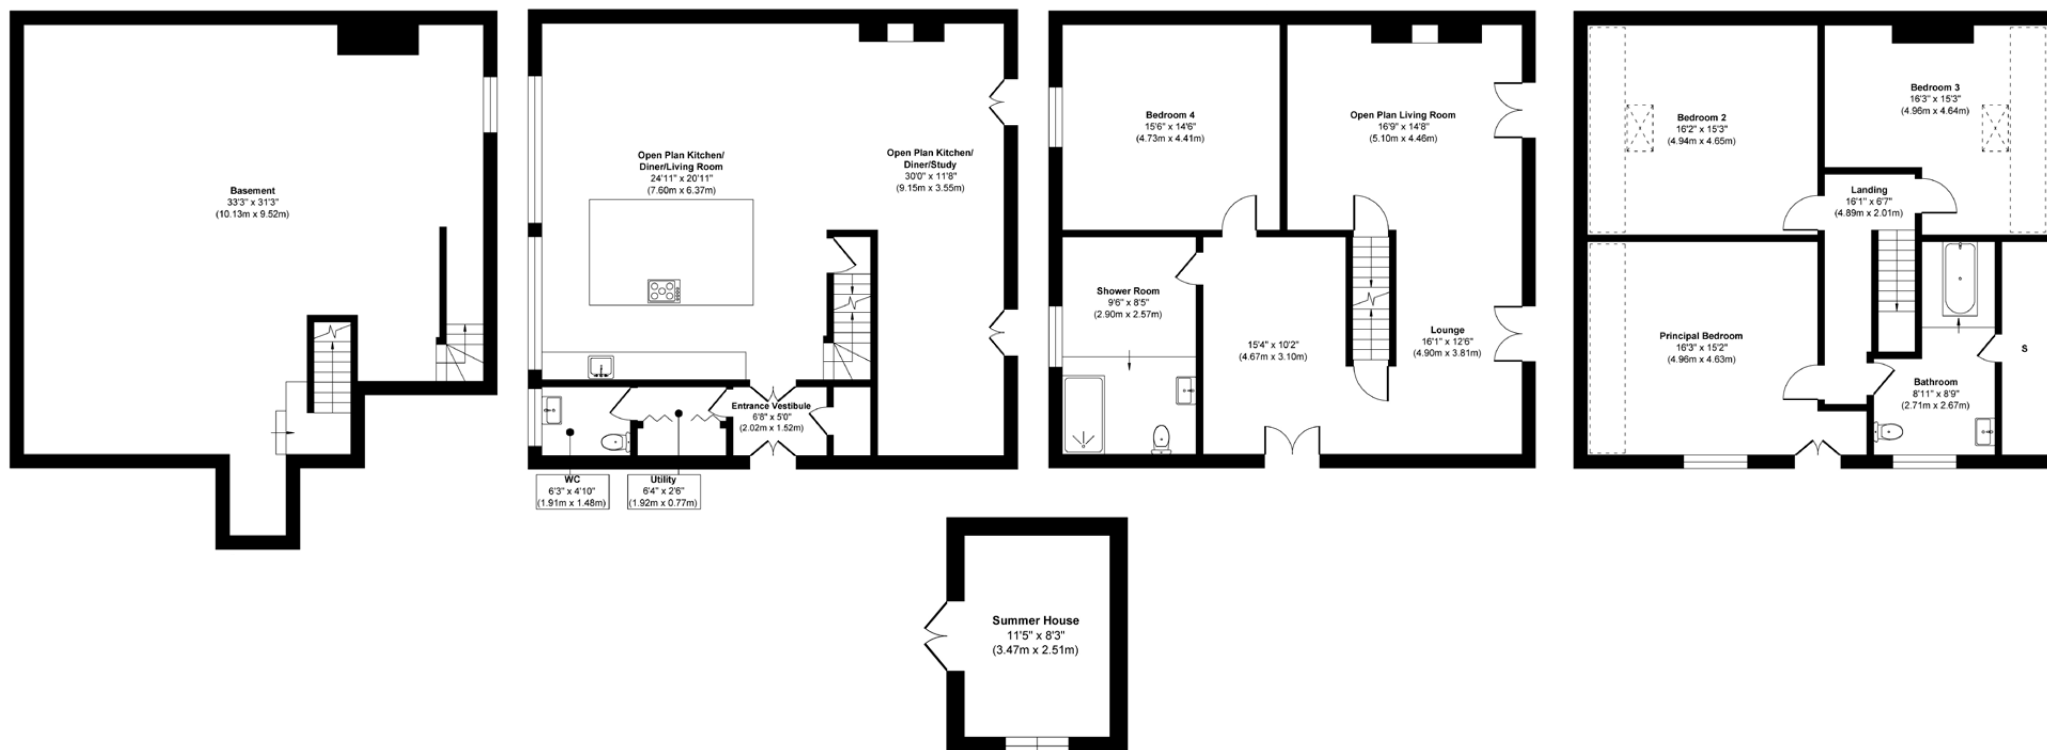 Basement
33'3" x 31'3"
(10.13m x 9.52m)
Open Plan Kitchen/
Diner/Living Room
24'11" x 20'11"
(7.60m x 6.37m)
Open Plan Kitchen/
Diner/Study
30'0" x 11'8"
(9.15m x 3.55m)
Entrance Vestibule
6'8" x 5'0"
(2.02m x 1.52m)
WC
6'3" x 4'10"
(1.91m x 1.48m)
Utility
6'4" x 2'6"
(1.92m x 0.77m)
Bedroom 4
15'6" x 14'6"
(4.73m x 4.41m)
Open Plan Living Room
16'9" x 14'8"
(5.10m x 4.46m)
Shower Room
9'6" x 8'5"
(2.90m x 2.57m)
15'4" x 10'2"
(4.67m x 3.10m)
Lounge
16'1" x 12'6"
(4.90m x 3.81m)
Bedroom 2
16'2" x 15'3"
(4.94m x 4.65m)
Bedroom 3
16'3" x 15'3"
(4.96m x 4.64m)
Landing
16'1" x 6'7"
(4.89m x 2.01m)
Principal Bedroom
16'3" x 15'2"
(4.96m x 4.63m)
Bathroom
8'11" x 8'9"
(2.71m x 2.67m)
S
Summer House
11'5" x 8'3"
(3.47m x 2.51m)